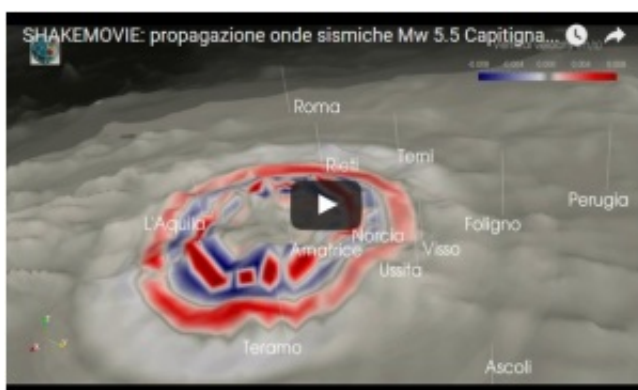 SHAKEMOVIE: propagazione onde sismiche Mw 5.5 Capitigna...
Roma
Rieti
Terni
Perugia
L'Aquila
Foligno
Norcia
Amatrice
Visso
Ussita
Teramo
Ascoli